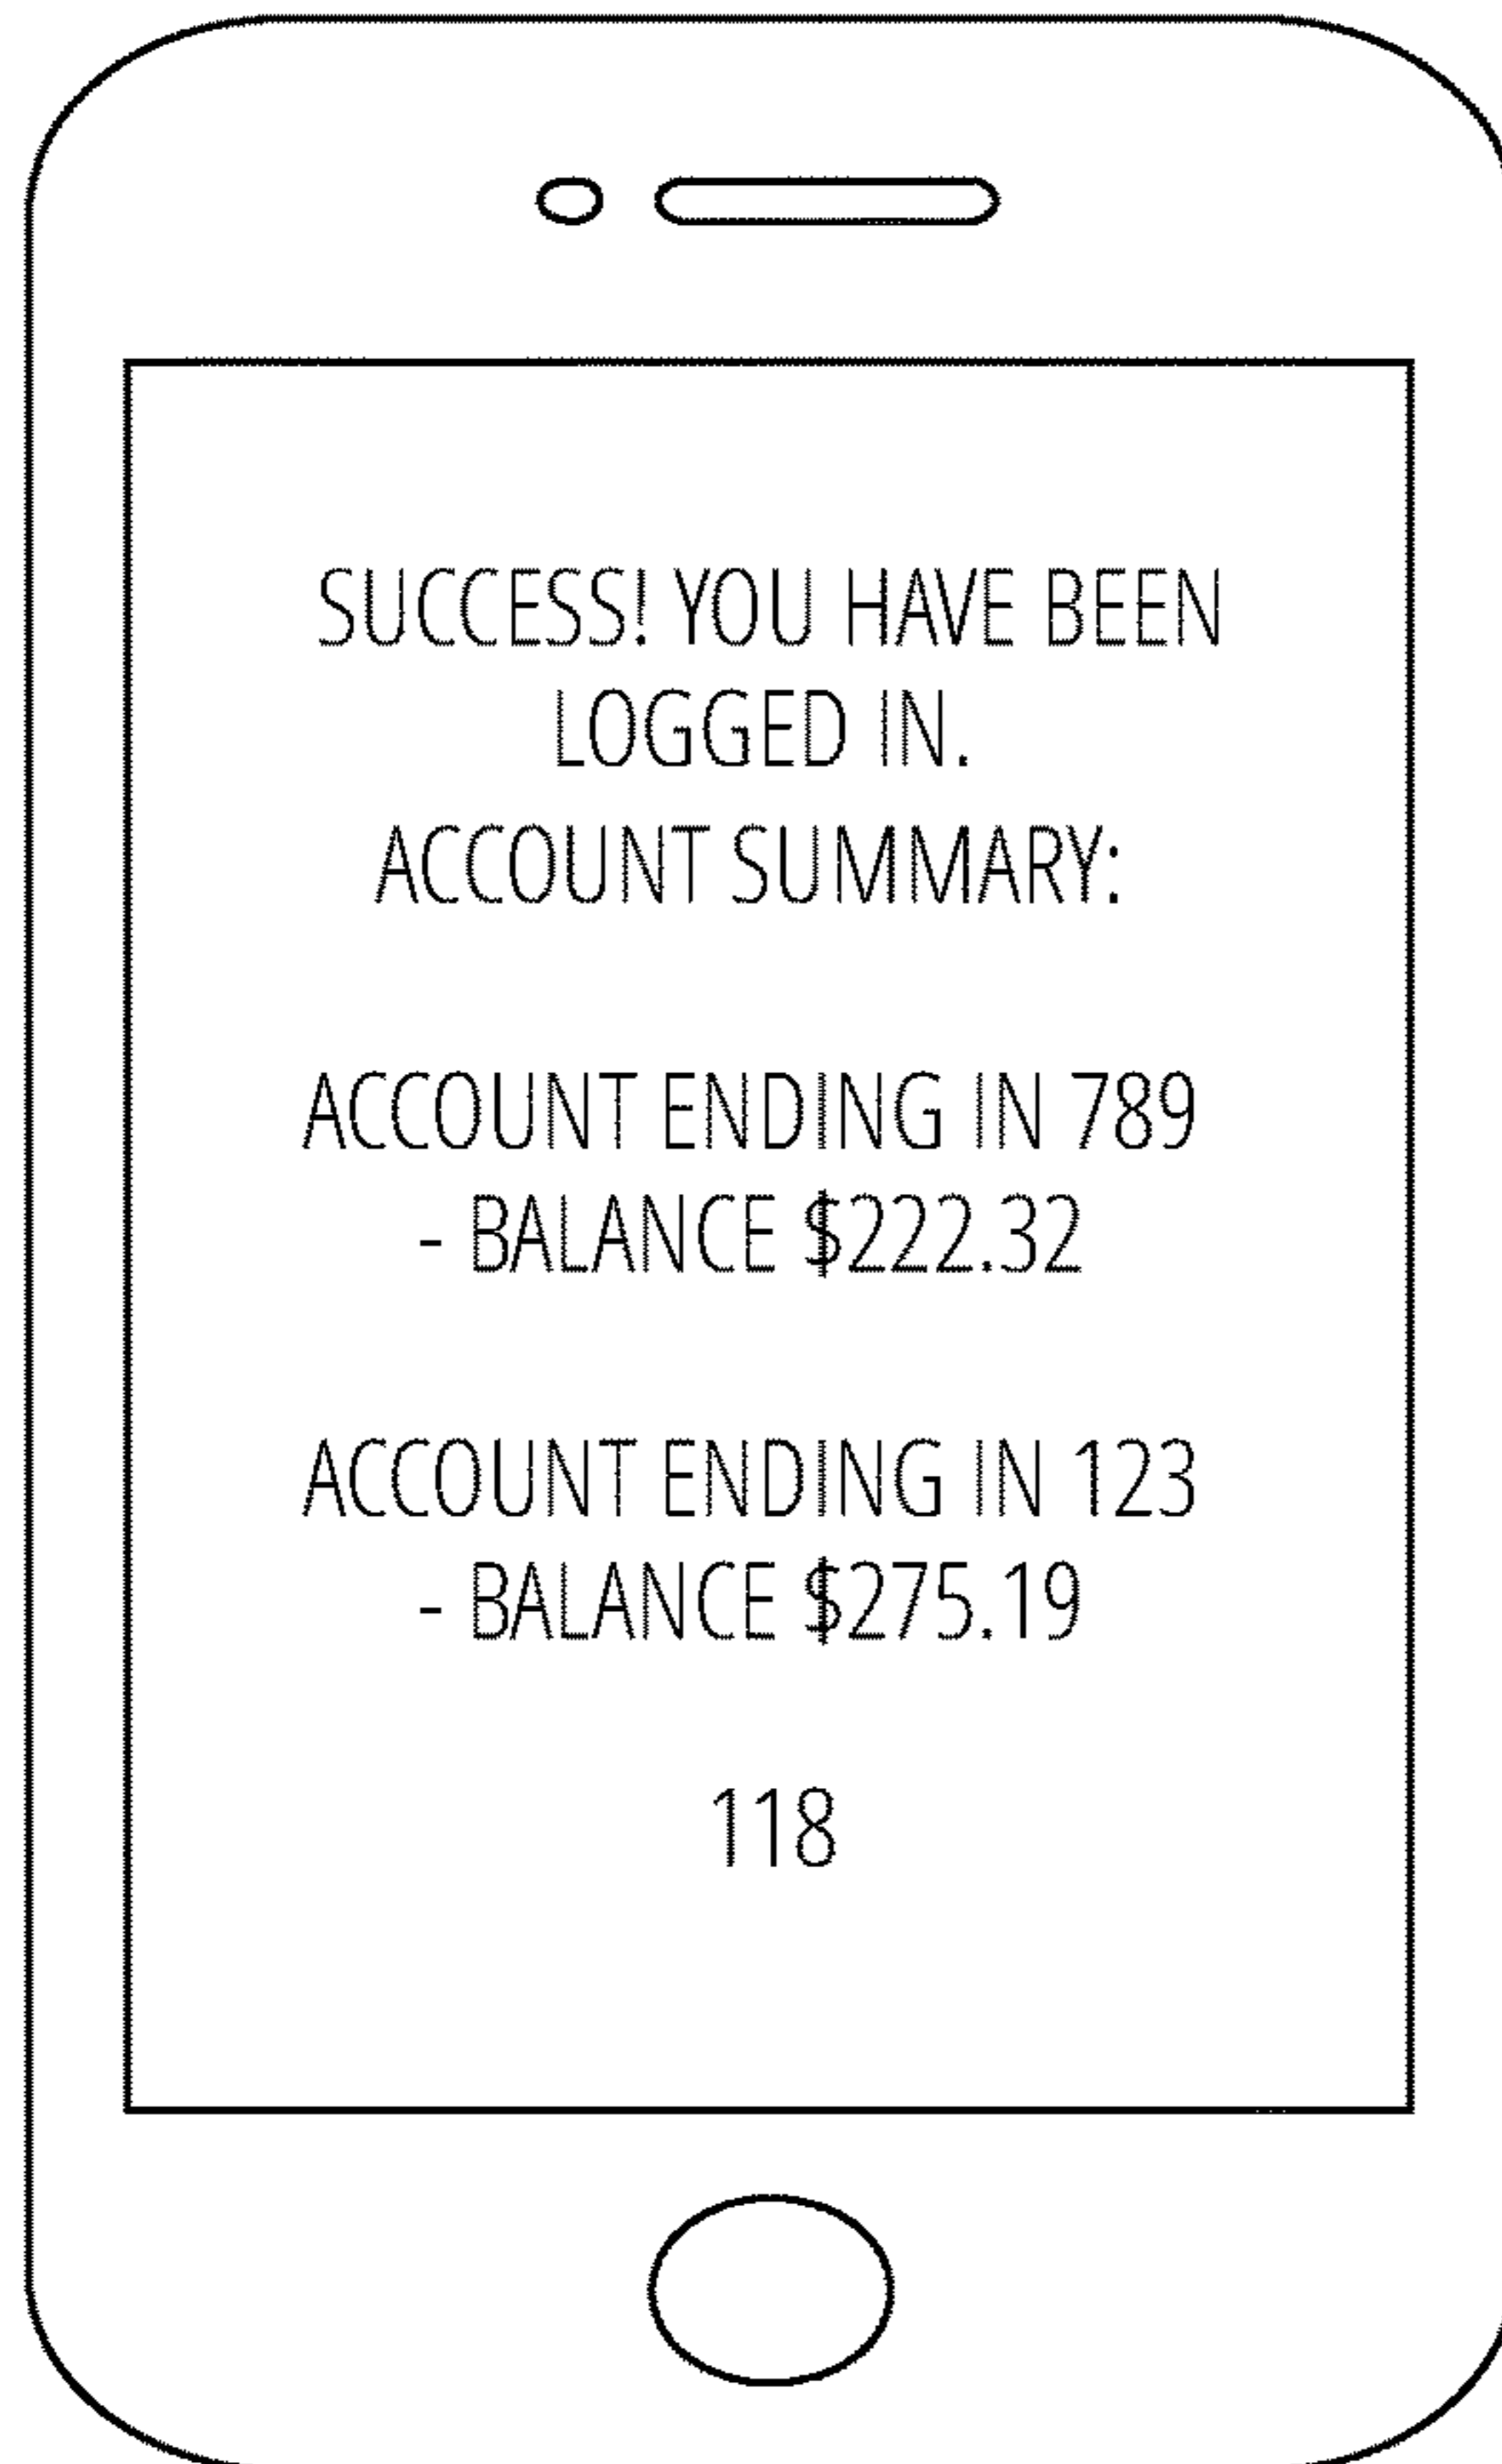 SUCCESS! YOU HAVE BEEN
LOGGED IN.
ACCOUNT SUMMARY:
ACCOUNT ENDING IN 789
- BALANCE $222.32
ACCOUNT ENDING IN 123
- BALANCE $275.19
118